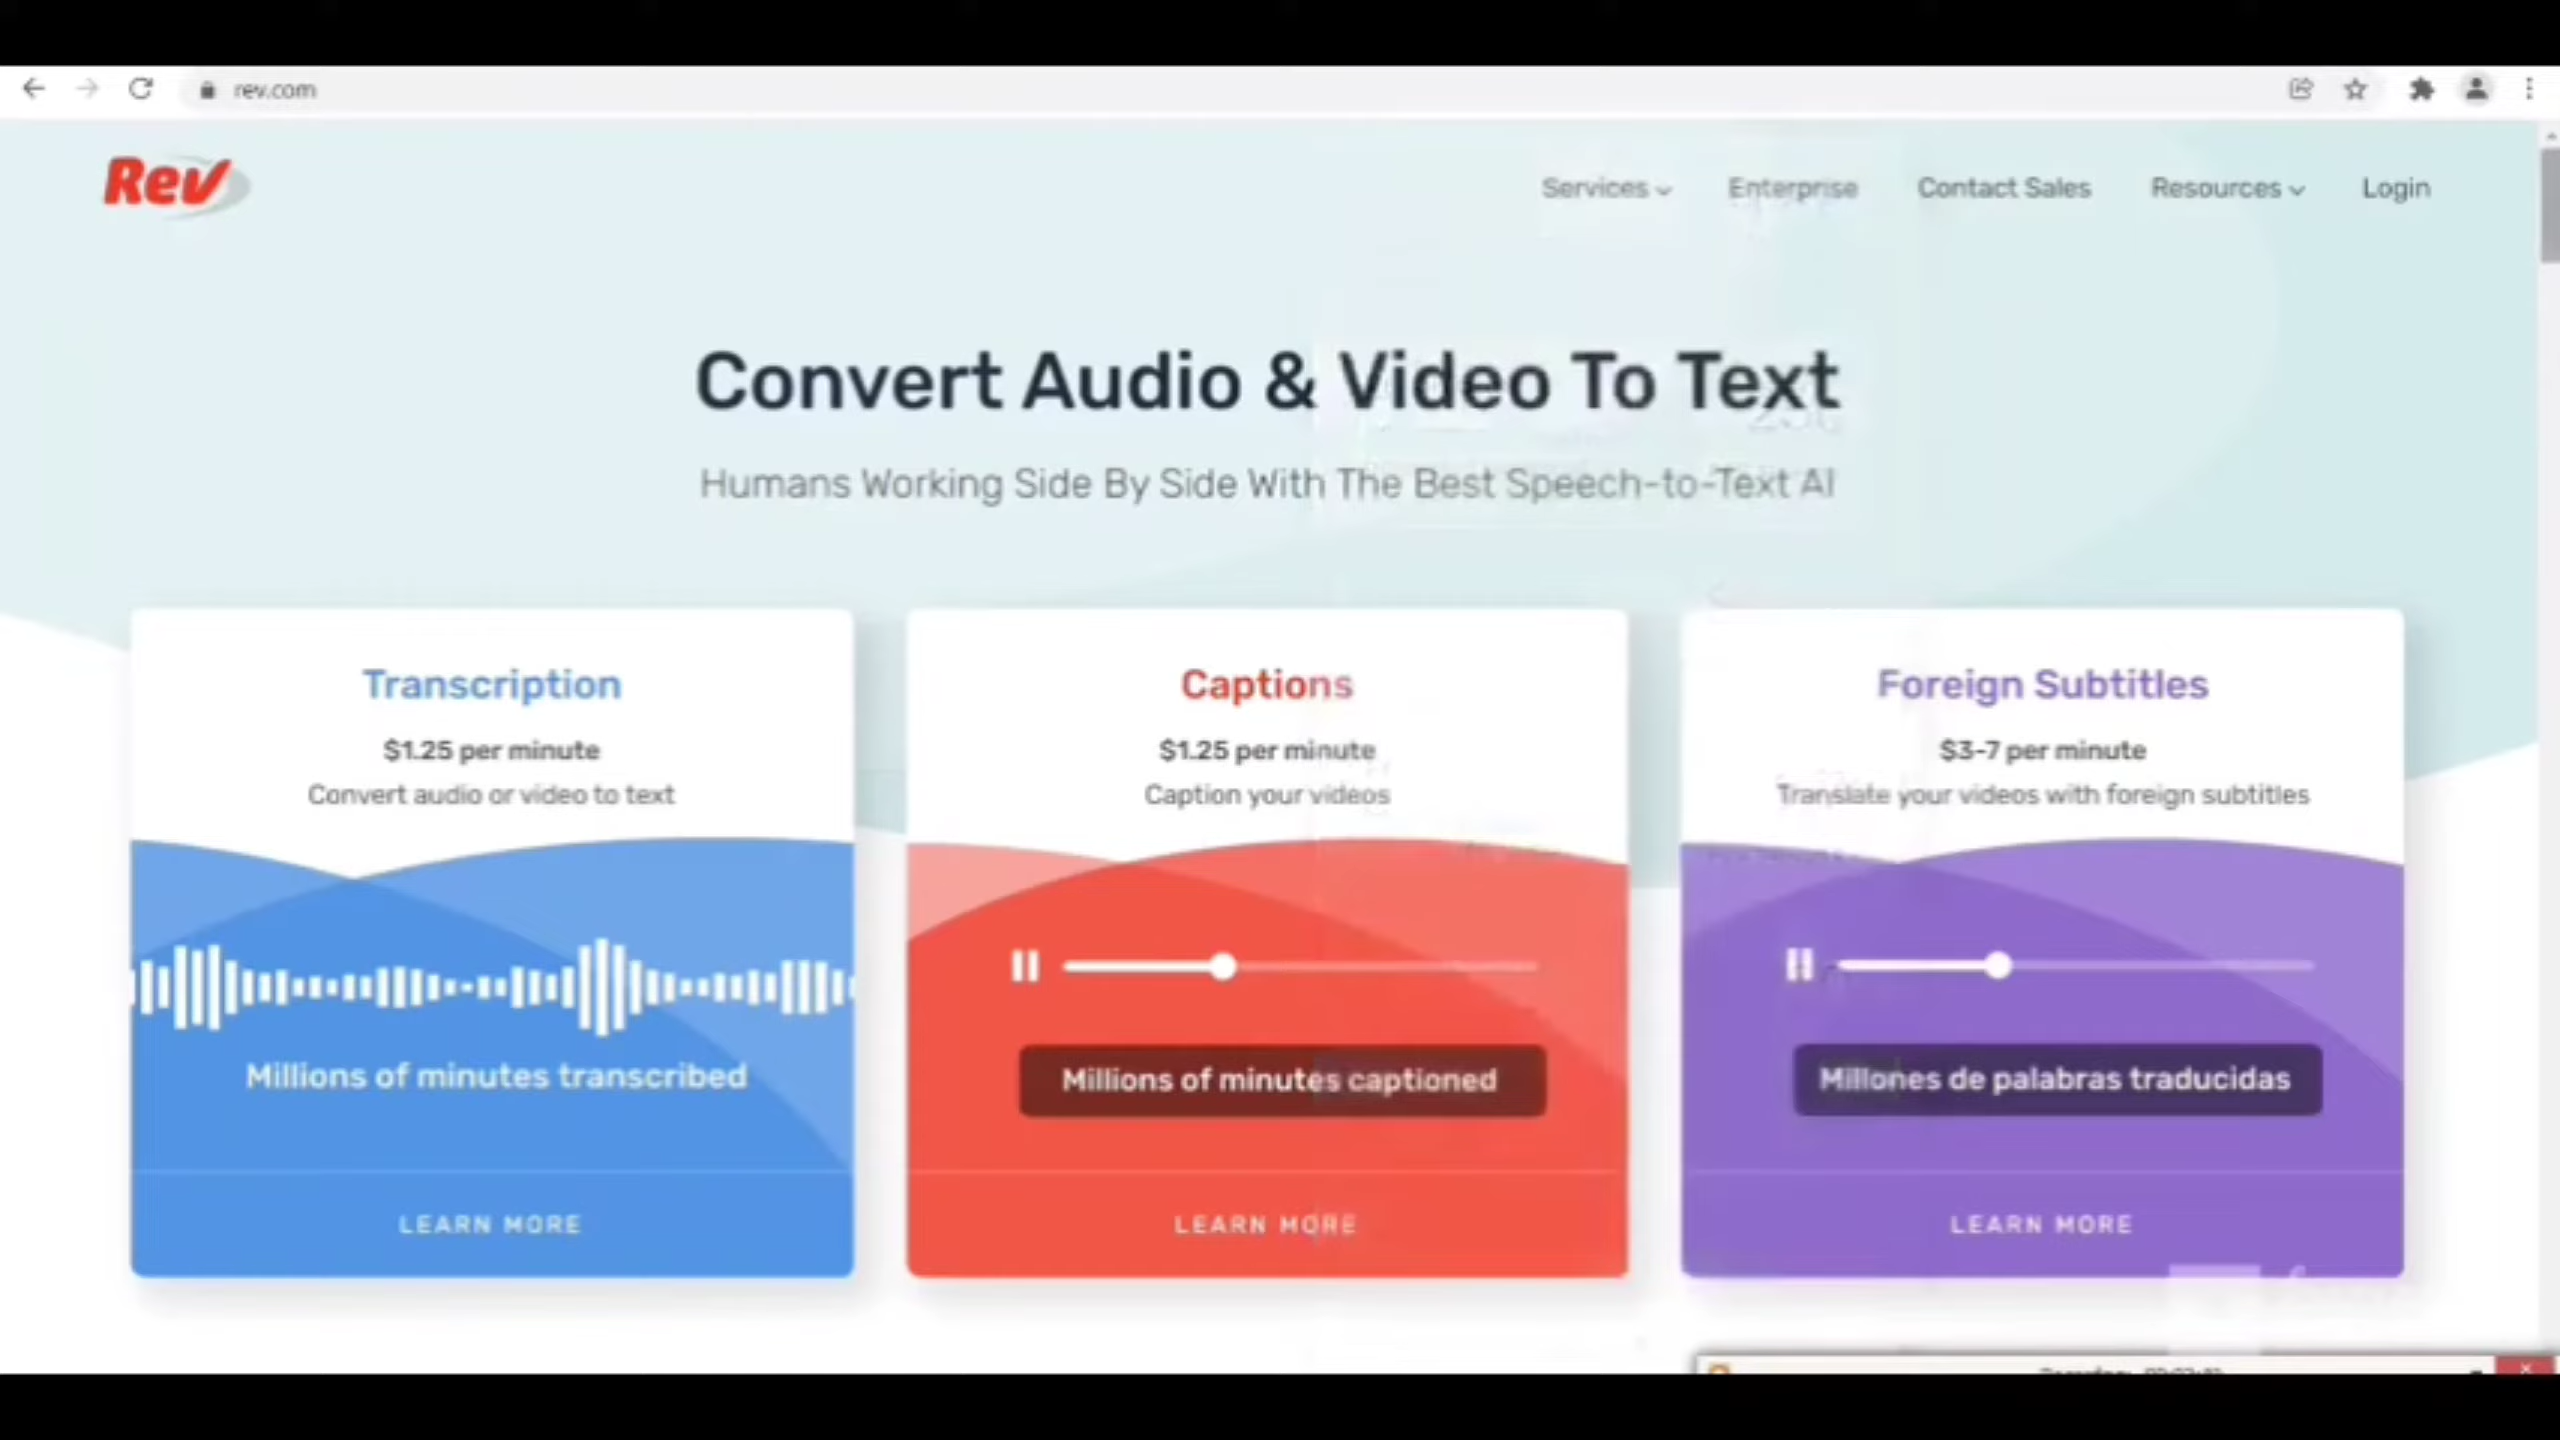 rev.com
Rev
Services Enterprise Contact Sales Resources Login
Convert Audio & Video To Text
Humans Working Side By Side With The Best Speech-to-Text AI
Transcription
$1.25 per minute
Convert audio or video to text
Millions of minutes transcribed
LEARN MORE
Captions
$1.25 per minute
Caption your videos
Millions of minutes captioned
LEARN MORE
Foreign Subtitles
$3-7 per minute
Translate your videos with foreign subtitles
Millones de palabras traducidas
LEARN MORE